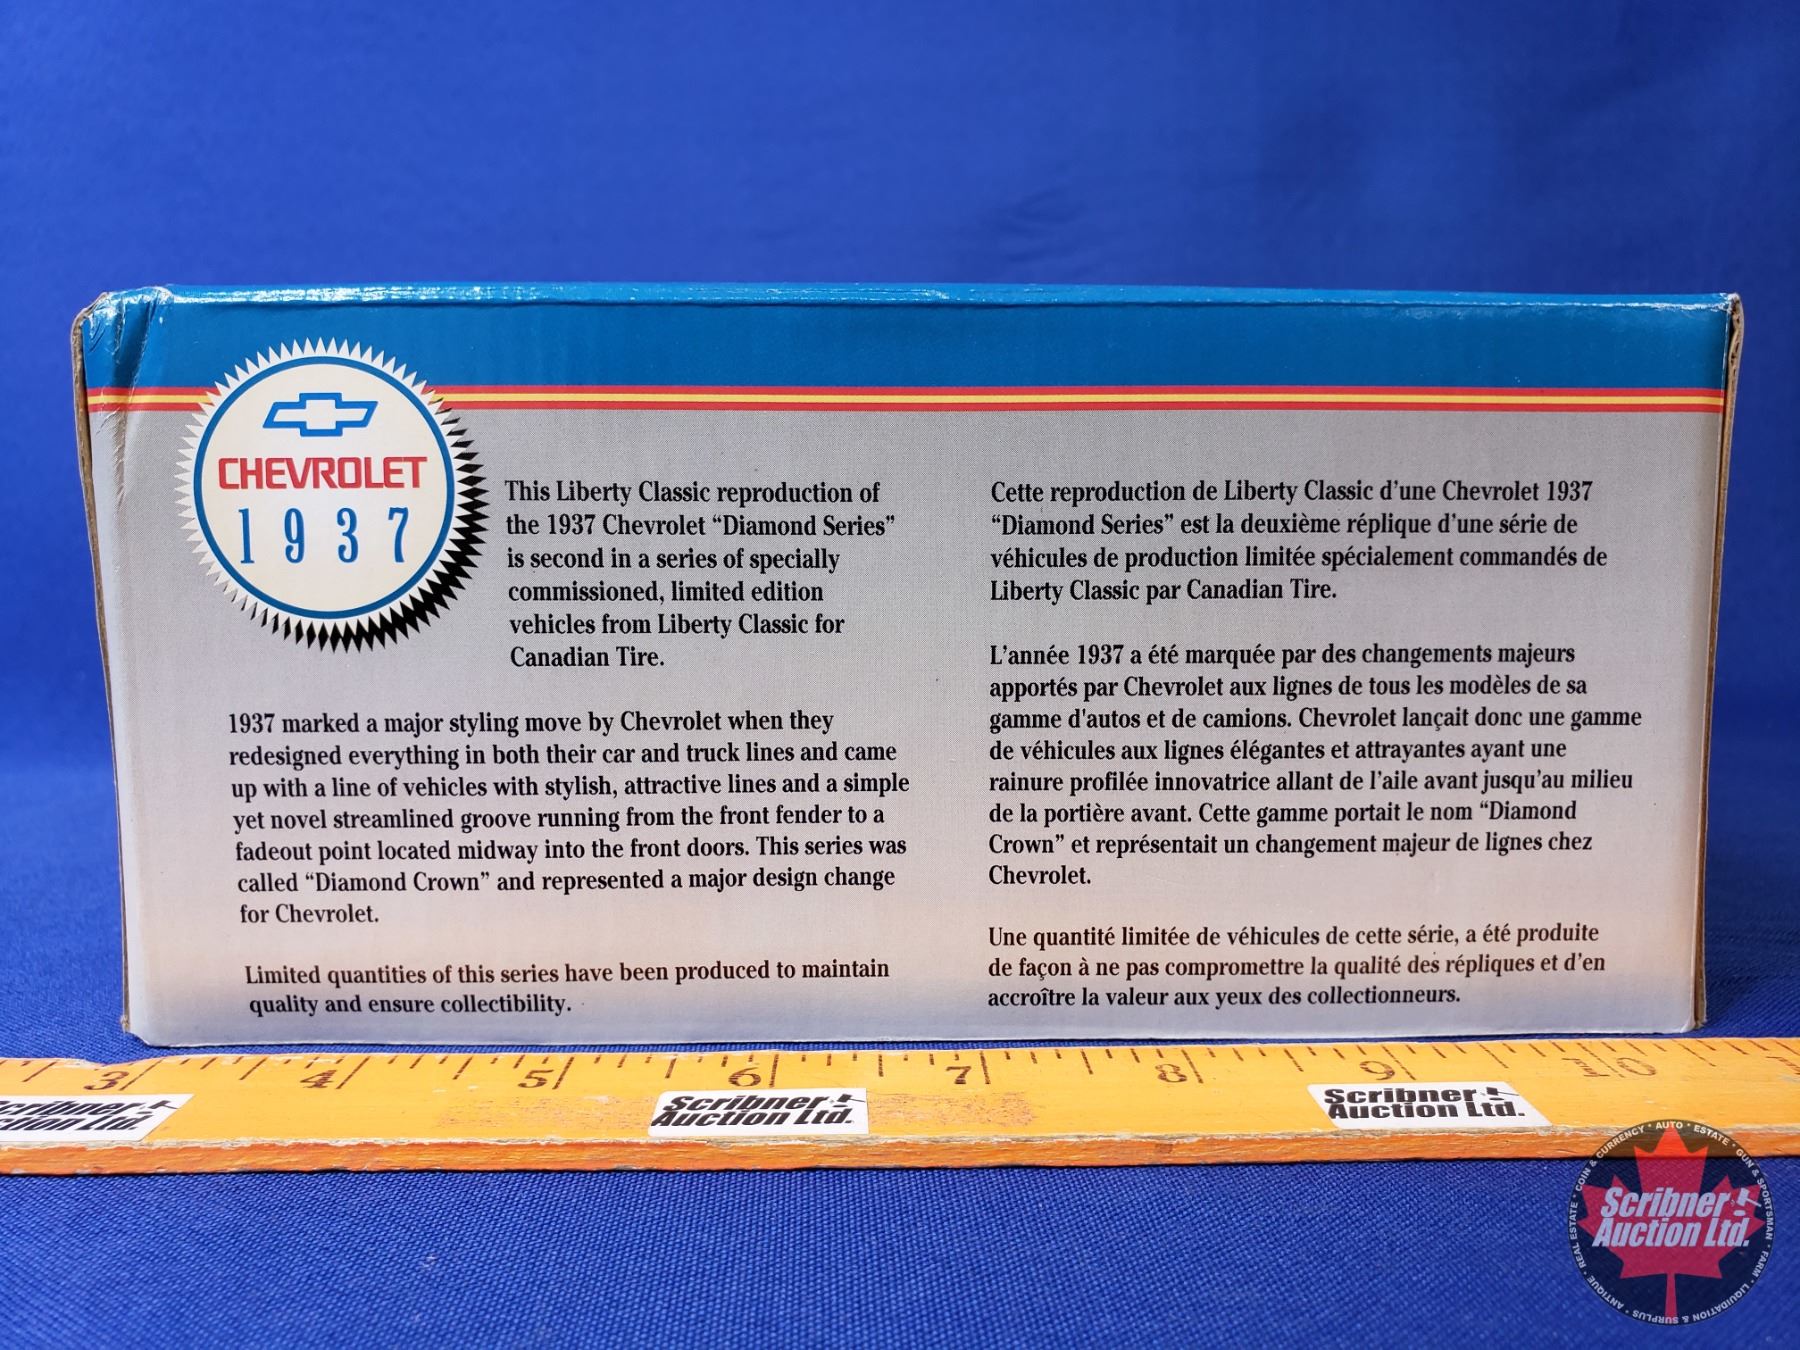 CHEVROLET
1937
This Liberty Classic reproduction of
the 1937 Chevrolet “Diamond Series”
is second in a series of specially
commissioned, limited edition
vehicles from Liberty Classic for
Canadian Tire.
1937 marked a major styling move by Chevrolet when they
redesigned everything in both their car and truck lines and came
up with a line of vehicles with stylish, attractive lines and a simple
yet novel streamlined groove running from the front fender to a
fadeout point located midway into the front doors. This series was
called “Diamond Crown” and represented a major design change
for Chevrolet.
Limited quantities of this series have been produced to maintain
quality and ensure collectibility.
Cette reproduction de Liberty Classic d’une Chevrolet 1937
“Diamond Series” est la deuxième réplique d’une série de
véhicules de production limitée spécialement commandés de
Liberty Classic par Canadian Tire.
L’année 1937 a été marquée par des changements majeurs
apportés par Chevrolet aux lignes de tous les modèles de sa
gamme d'autos et de camions. Chevrolet lançait donc une gamme
de véhicules aux lignes élégantes et attrayantes ayant une
rainure profilée innovatrice allant de l’aile avant jusqu’au milieu
de la portière avant. Cette gamme portait le nom “Diamond
Crown” et représentait un changement majeur de lignes chez
Chevrolet.
Une quantité limitée de véhicules de cette série, a été produite
de façon à ne pas compromettre la qualité des répliques et d’en
accroître la valeur aux yeux des collectionneurs.
3 4 5 6 7 8 9 10
Scribner
Auction Ltd.
Scribner
Auction Ltd.
Scribner
Auction Ltd.
Scribner
Auction Ltd.
COIN & CURRENCY · AUTO · ESTATE · GUN & SPORTSMAN · FARM · LIQUIDATION & SURPLUS · ANTIQUE · REAL ESTATE ·